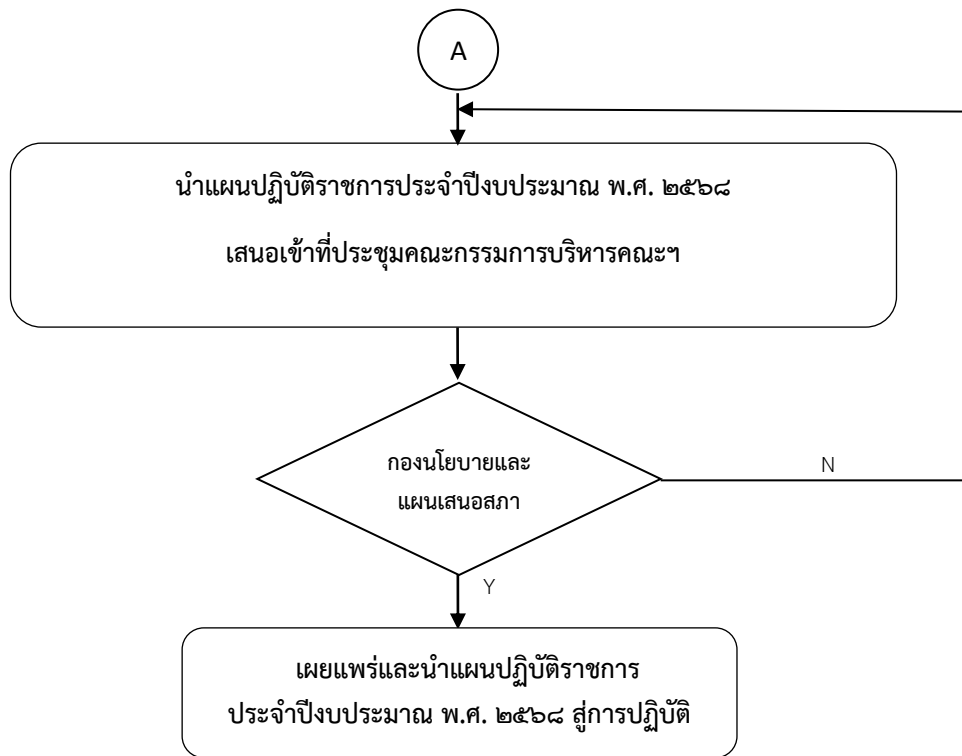 A
นำแผนปฏิบัติราชการประจำปีงบประมาณ พ.ศ. ๒๕๖๘
เสนอเข้าที่ประชุมคณะกรรมการบริหารคณะฯ
กองนโยบายและ
แผนเสนอสภา
N
Y
เผยแพร่และนำแผนปฏิบัติราชการ
ประจำปีงบประมาณ พ.ศ. ๒๕๖๘ สู่การปฏิบัติ